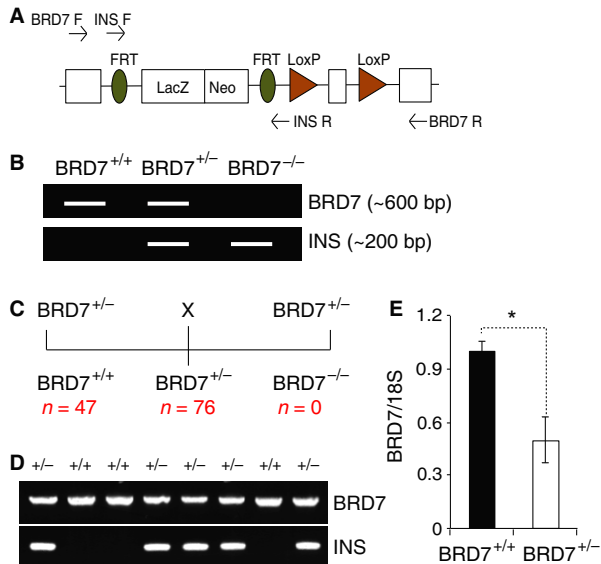 A
BRD7 F INS F
FRT FRT LoxP LoxP
LacZ Neo
INS R BRD7 R
B
BRD7+/+ BRD7+/– BRD7–/–
BRD7 (~600 bp)
INS (~200 bp)
C
BRD7+/– X BRD7+/–
BRD7+/+ BRD7+/– BRD7–/–
n = 47 n = 76 n = 0
D
+/– +/+ +/+ +/– +/– +/– +/+ +/–
BRD7
INS
E
BRD7/18S
1.2
0.9
0.6
0.3
0
*
BRD7+/+ BRD7+/–